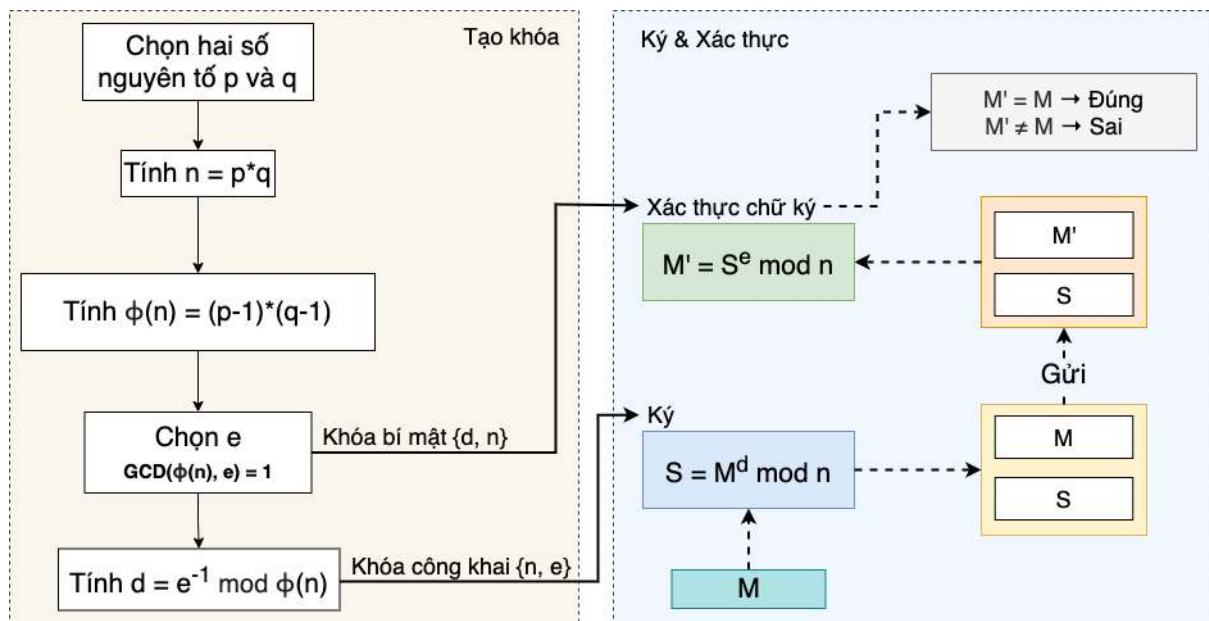 Tạo khóa
Chọn hai số
nguyên tố p và q
Tính n = p*q
Tính ϕ(n) = (p-1)*(q-1)
Chọn e
GCD(ϕ(n), e) = 1
Khóa bí mật {d, n}
Tính d = e⁻¹ mod ϕ(n)
Khóa công khai {n, e}
Ký & Xác thực
M' = M → Đúng
M' ≠ M → Sai
Xác thực chữ ký
M' = Sᵉ mod n
M'
S
Gửi
Ký
S = Mᵈ mod n
M
S
M